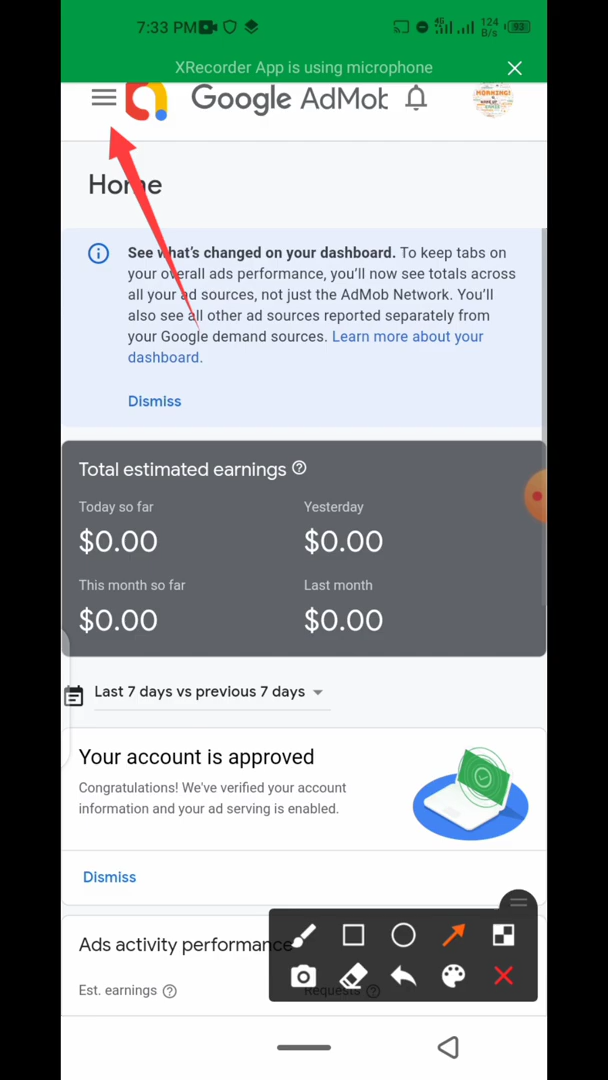 7:33 PM
4G
124
B/s
93
XRecorder App is using microphone
Google AdMob
MORNING!
Home
See what's changed on your dashboard. To keep tabs on
your overall ads performance, you'll now see totals across
all your ad sources, not just the AdMob Network. You'll
also see all other ad sources reported separately from
your Google demand sources. Learn more about your
dashboard.
Dismiss
Total estimated earnings
Today so far
Yesterday
$0.00
$0.00
This month so far
Last month
$0.00
$0.00
Last 7 days vs previous 7 days
Your account is approved
Congratulations! We've verified your account
information and your ad serving is enabled.
Dismiss
Ads activity performance
Est. earnings
Requests